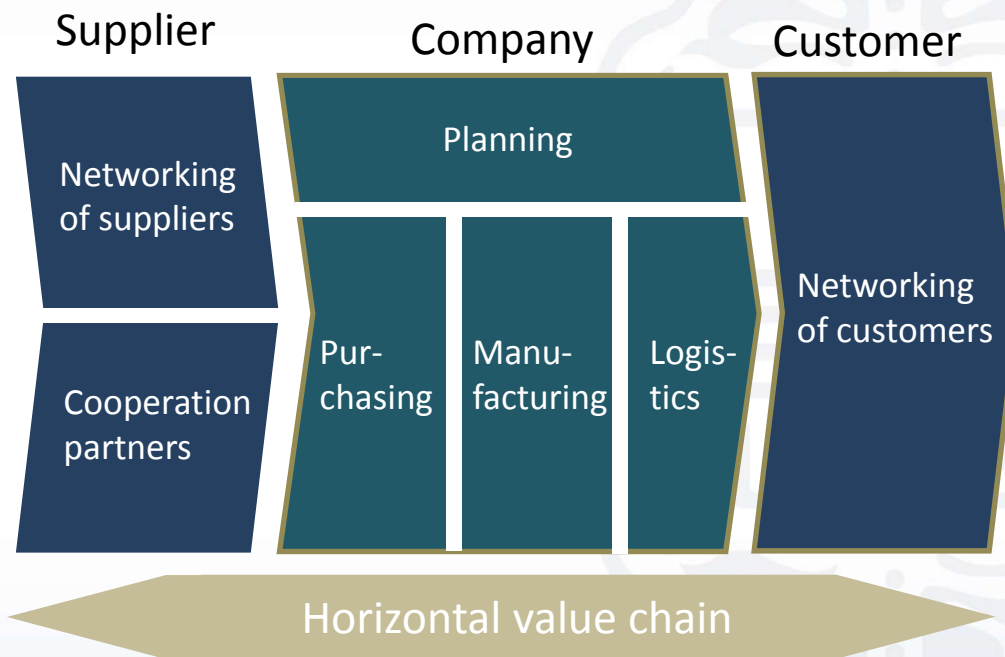 Supplier
Company
Customer
Planning
Networking
of suppliers
Cooperation
partners
Pur-
chasing
Manu-
facturing
Logis-
tics
Networking
of customers
Horizontal value chain